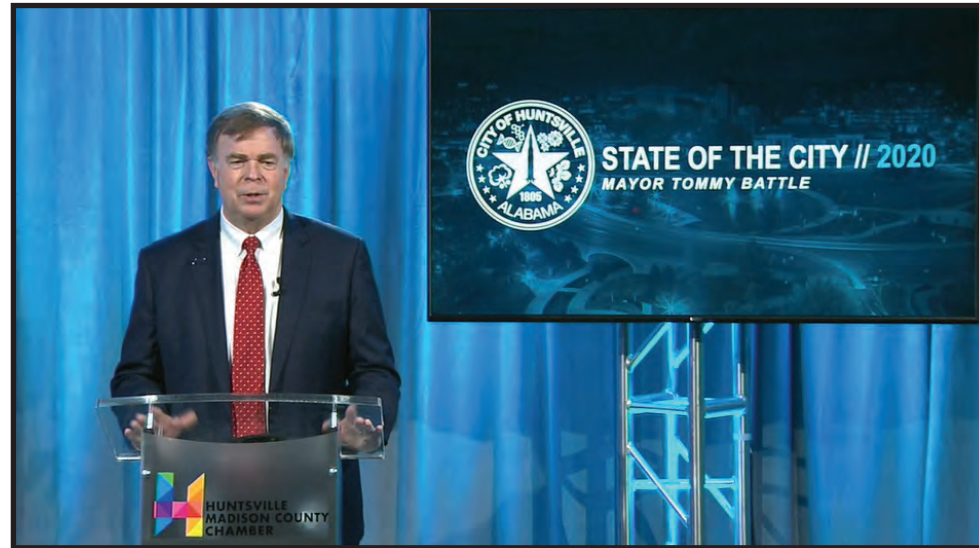 CITY OF HUNTSVILLE
1805
ALABAMA
STATE OF THE CITY // 2020
MAYOR TOMMY BATTLE
HUNTSVILLE
MADISON COUNTY
CHAMBER